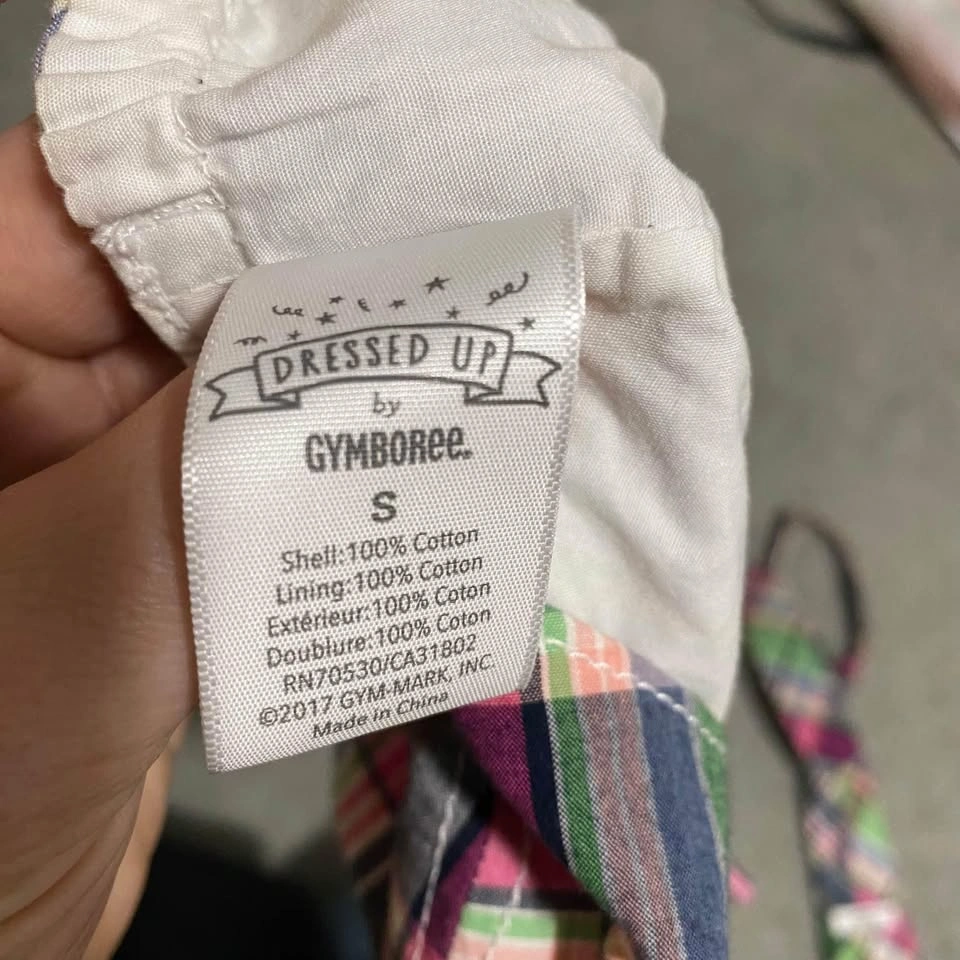 DRESSED UP
by
GYMBOREE.
S
Shell:100% Cotton
Lining:100% Cotton
Extérieur:100% Coton
Doublure:100% Coton
RN70530/CA31802
©2017 GYM-MARK, INC.
Made in China